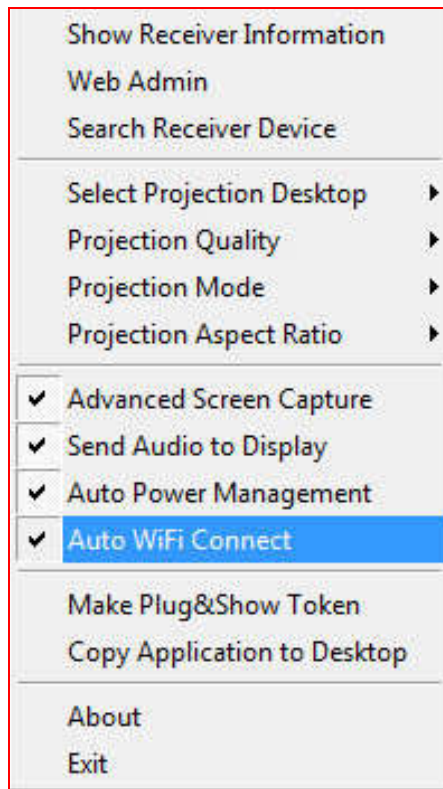 Show Receiver Information
Web Admin
Search Receiver Device
Select Projection Desktop
Projection Quality
Projection Mode
Projection Aspect Ratio
Advanced Screen Capture
Send Audio to Display
Auto Power Management
Auto WiFi Connect
Make Plug&Show Token
Copy Application to Desktop
About
Exit